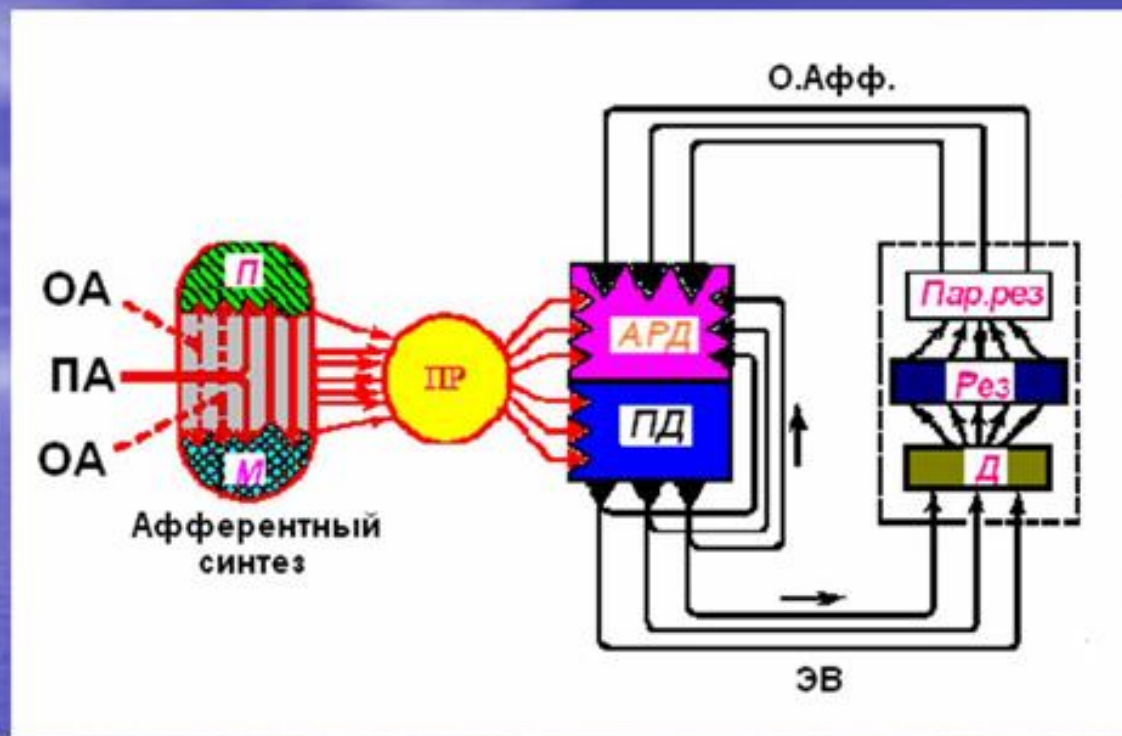 О.Афф.
П
ОА
ПА
ОА
М
Афферентный
синтез
ПР
АРД
ПД
Пар.рез
Рез
Д
ЭВ